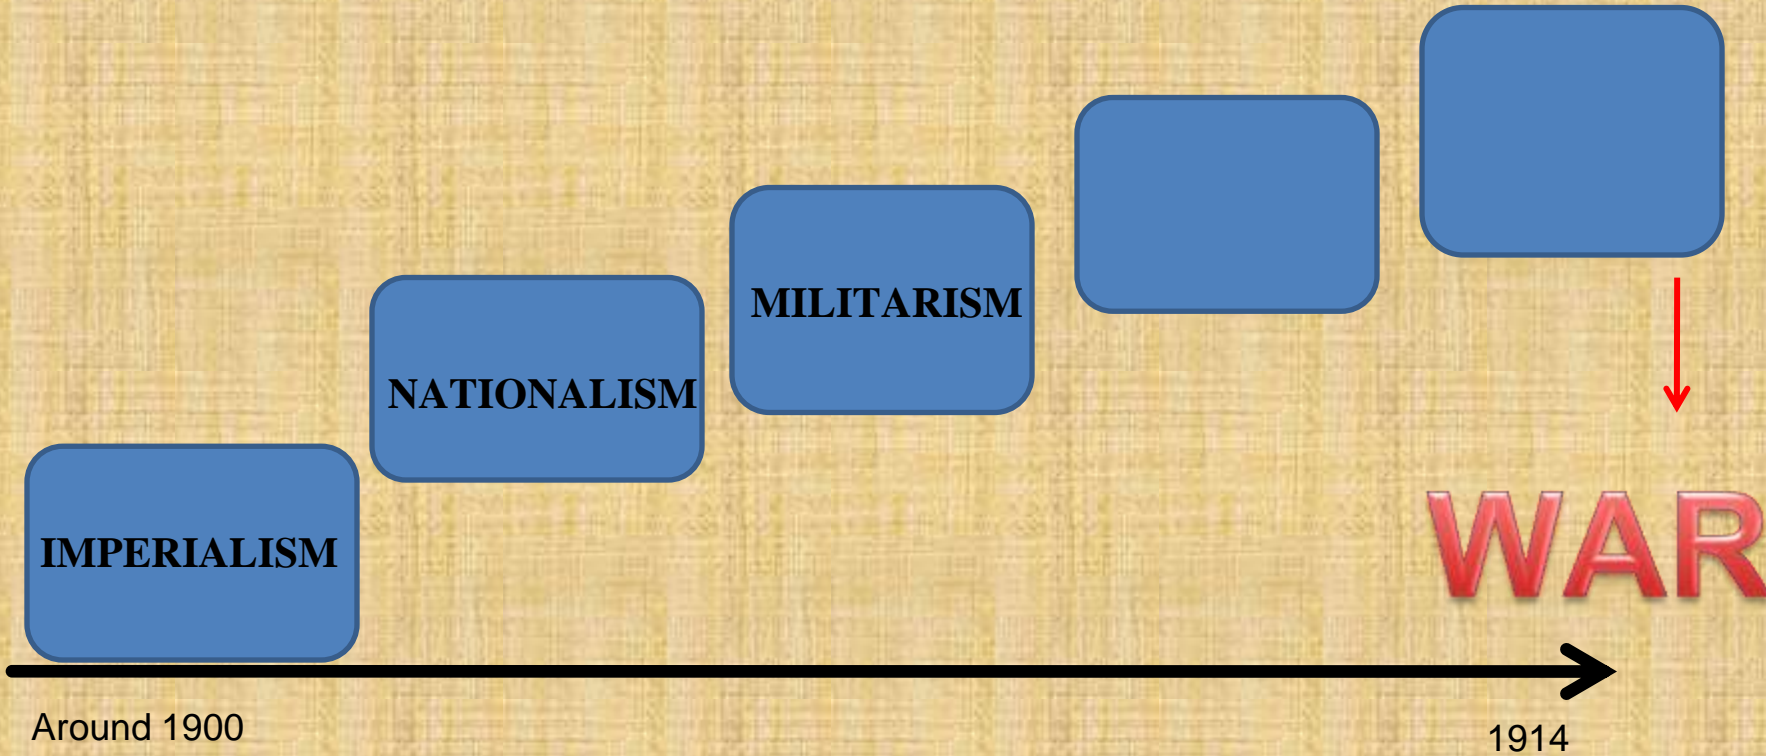 IMPERIALISM
NATIONALISM
MILITARISM
WAR
Around 1900
1914